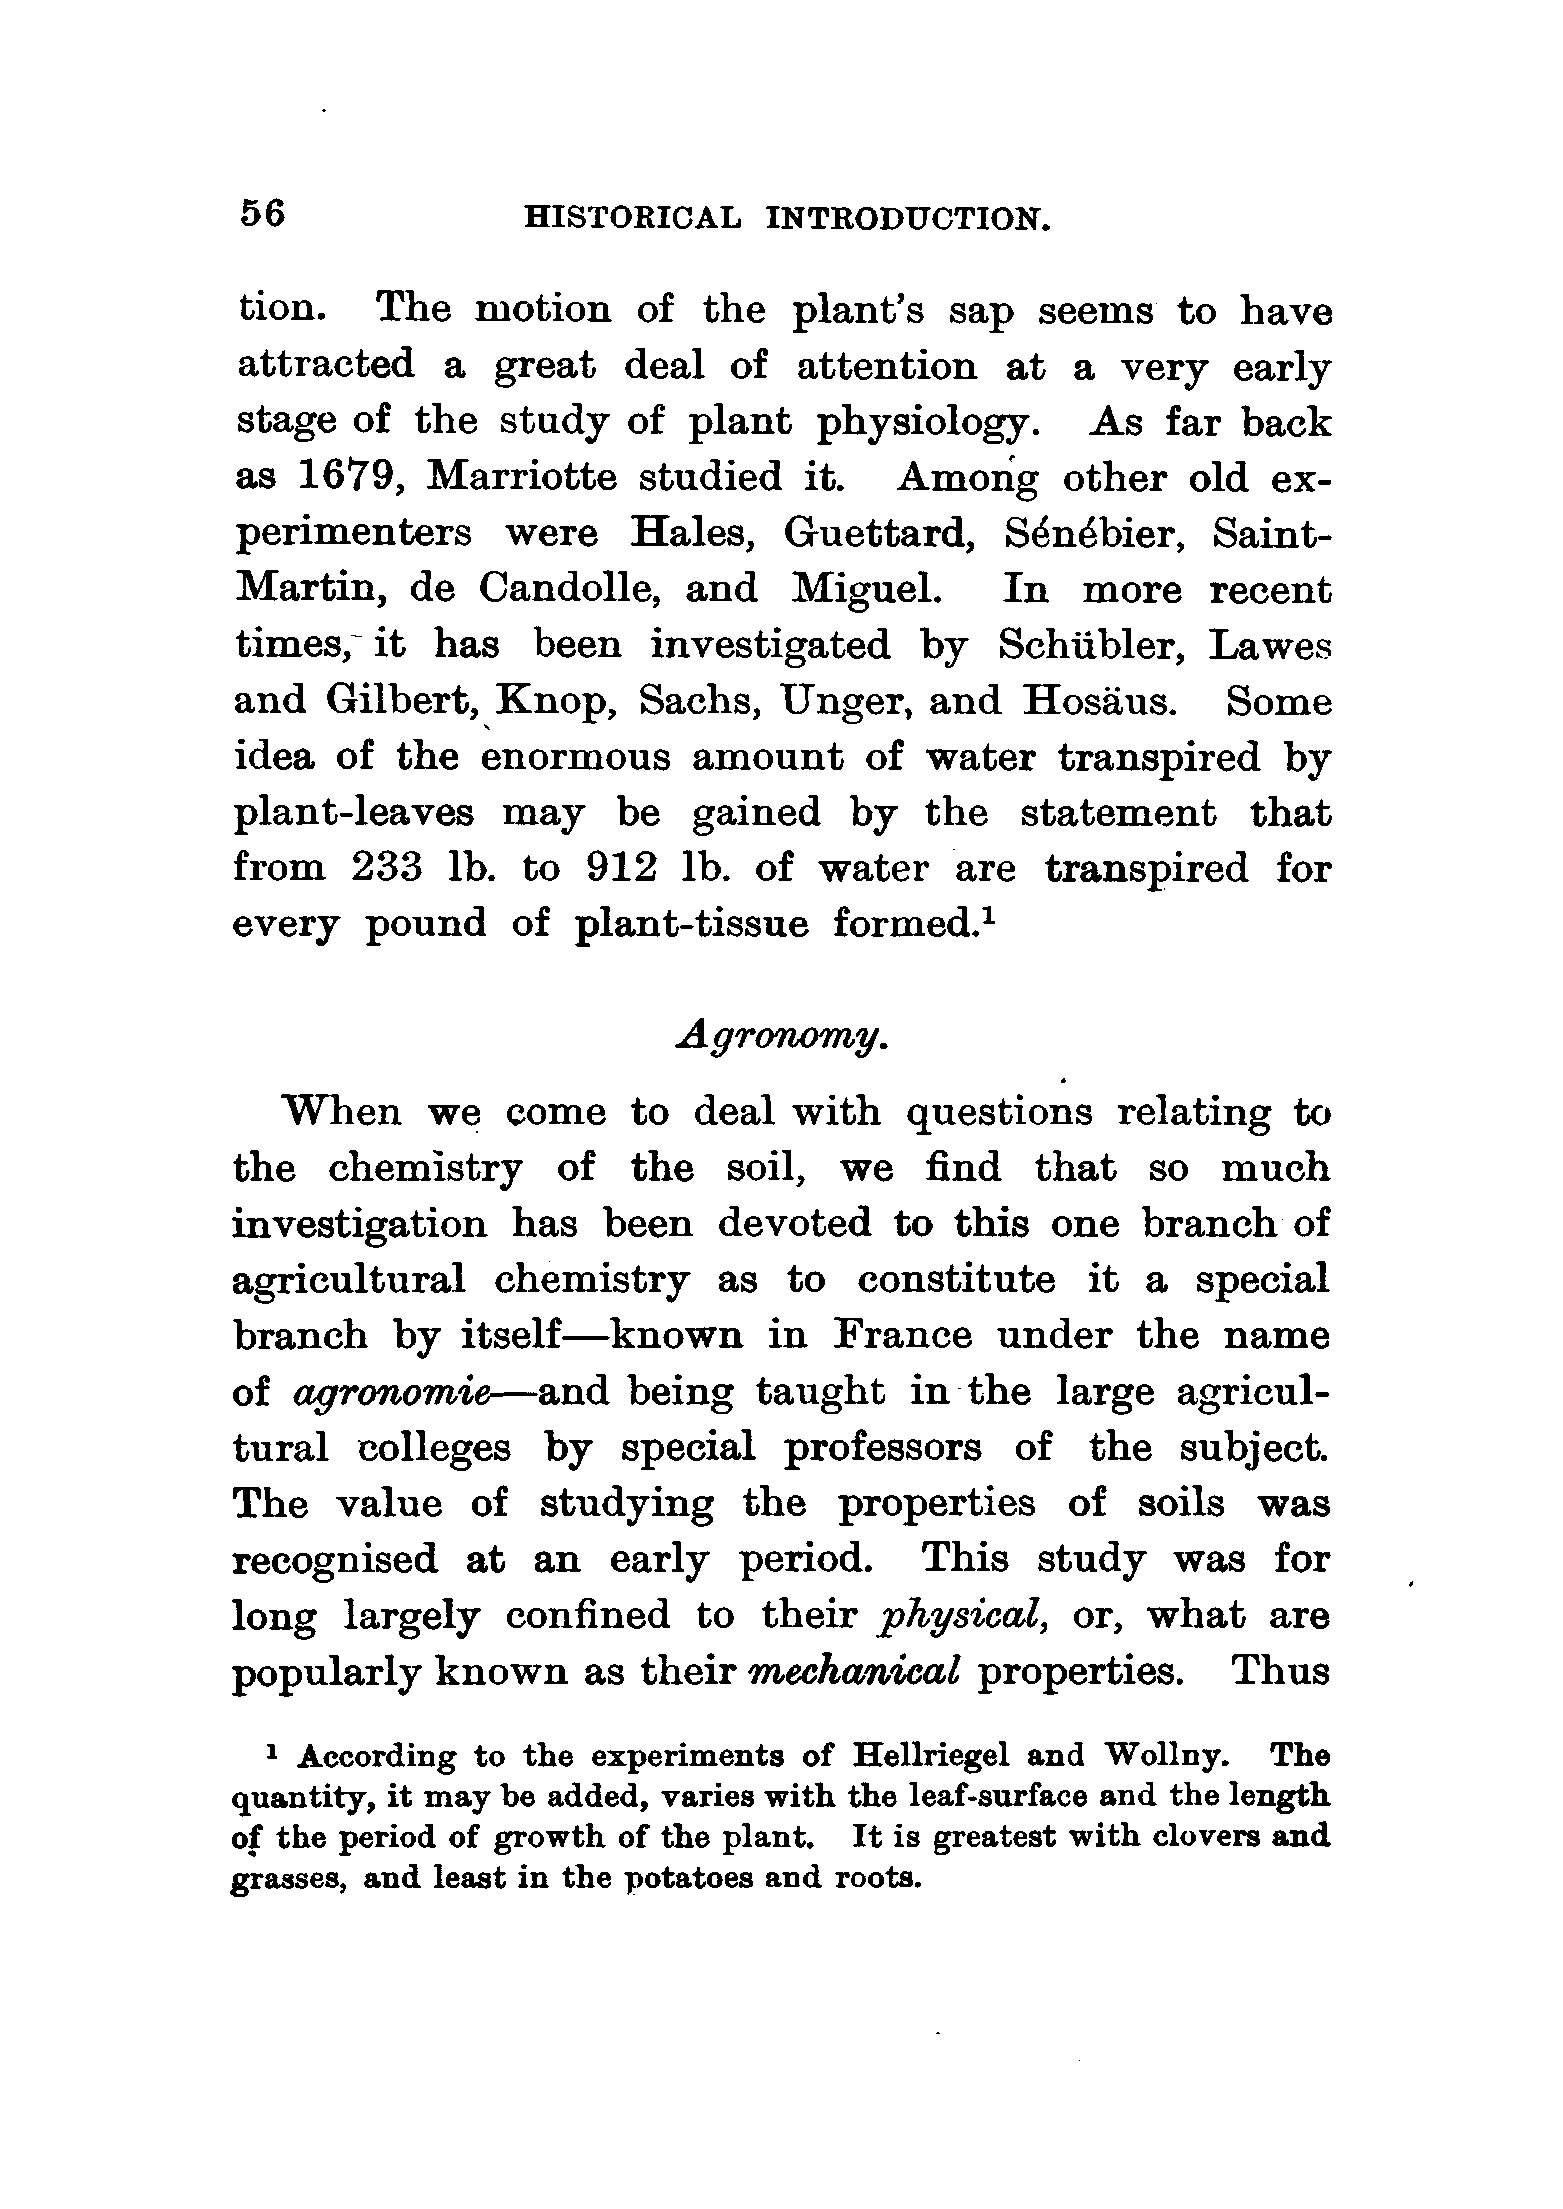 56 HISTORICAL INTRODUCTION.
tion. The motion of the plant's sap seems to have
attracted a great deal of attention at a very early
stage of the study of plant physiology. As far back
as 1679, Marriotte studied it. Among other old ex-
perimenters were Hales, Guettard, Sénébier, Saint-
Martin, de Candolle, and Miguel. In more recent
times, it has been investigated by Schübler, Lawes
and Gilbert, Knop, Sachs, Unger, and Hosäus. Some
idea of the enormous amount of water transpired by
plant-leaves may be gained by the statement that
from 233 lb. to 912 lb. of water are transpired for
every pound of plant-tissue formed.¹
Agronomy.
When we come to deal with questions relating to
the chemistry of the soil, we find that so much
investigation has been devoted to this one branch of
agricultural chemistry as to constitute it a special
branch by itself—known in France under the name
of agronomie—and being taught in the large agricul-
tural colleges by special professors of the subject.
The value of studying the properties of soils was
recognised at an early period. This study was for
long largely confined to their physical, or, what are
popularly known as their mechanical properties. Thus
¹ According to the experiments of Hellriegel and Wollny. The
quantity, it may be added, varies with the leaf-surface and the length
of the period of growth of the plant. It is greatest with clovers and
grasses, and least in the potatoes and roots.